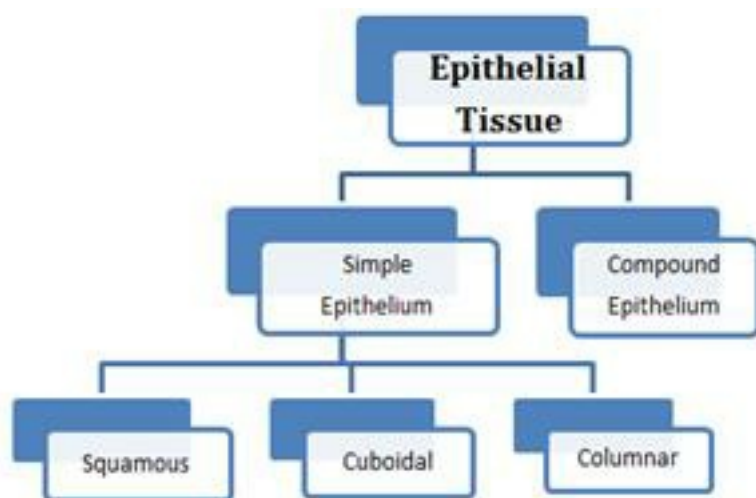 Epithelial
Tissue
Simple
Epithelium
Compound
Epithelium
Squamous
Cuboidal
Columnar